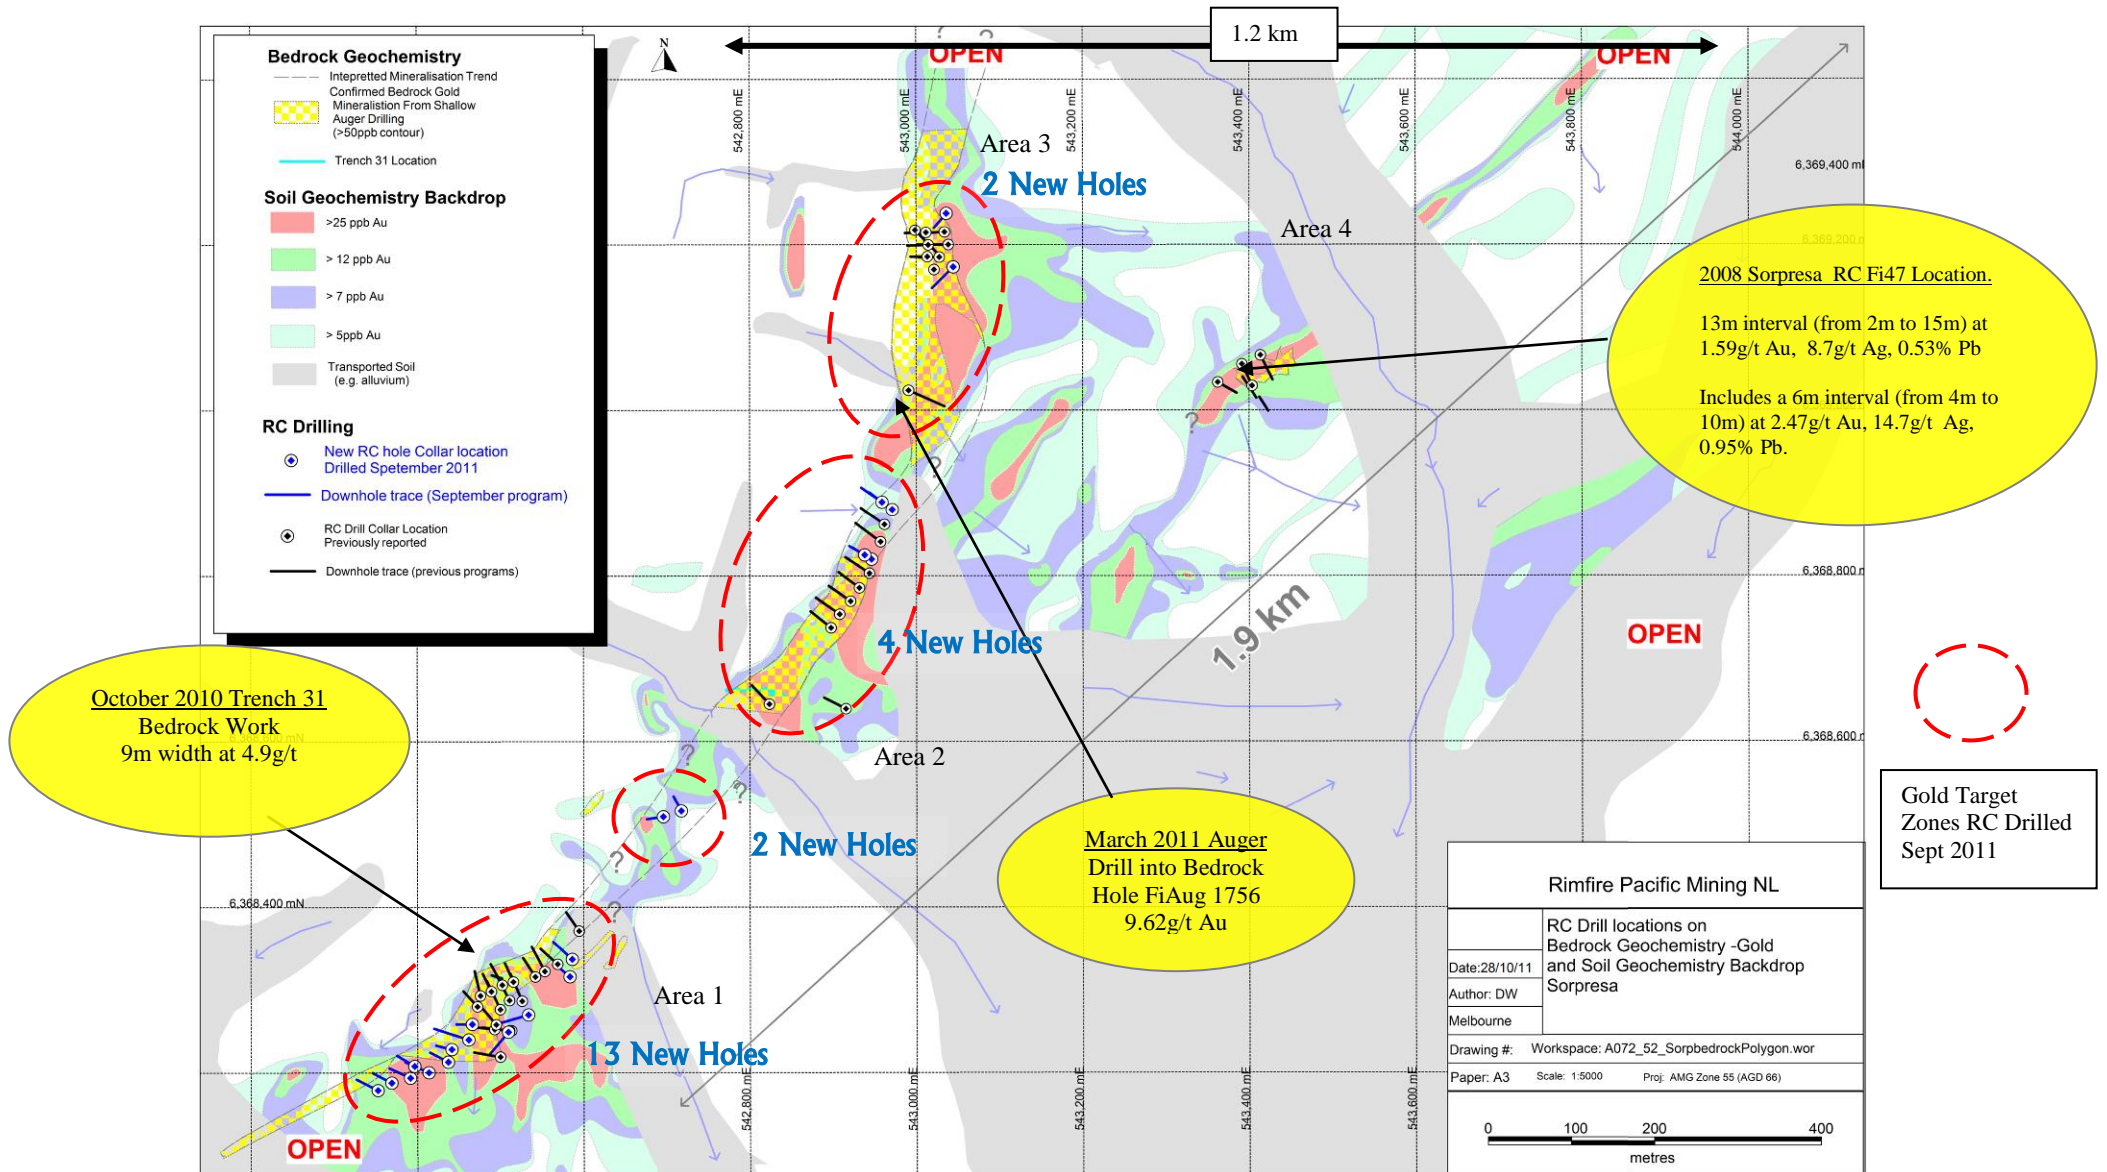 Bedrock Geochemistry
Intepretted Mineralisation Trend
Confirmed Bedrock Gold
Mineralistion From Shallow
Auger Drilling
(>50ppb contour)
Trench 31 Location
Soil Geochemistry Backdrop
>25 ppb Au
> 12 ppb Au
> 7 ppb Au
> 5ppb Au
Transported Soil
(e.g. alluvium)
RC Drilling
New RC hole Collar location
Drilled Spetember 2011
Downhole trace (September program)
RC Drill Collar Location
Previously reported
Downhole trace (previous programs)
N
1.2 km
OPEN
OPEN
?
?
542,800 mE
543,000 mE
543,200 mE
543,400 mE
543,600 mE
543,800 mE
544,000 mE
6,369,400 m
Area 3
2 New Holes
Area 4
6,369,200 m
2008 Sorpresa RC Fi47 Location.
13m interval (from 2m to 15m) at
1.59g/t Au, 8.7g/t Ag, 0.53% Pb
Includes a 6m interval (from 4m to
10m) at 2.47g/t Au, 14.7g/t Ag,
0.95% Pb.
?
?
6,368,800 m
1.9 km
OPEN
4 New Holes
October 2010 Trench 31
Bedrock Work
9m width at 4.9g/t
6,368,600 mN
6,368,600 m
Area 2
?
?
2 New Holes
?
?
March 2011 Auger
Drill into Bedrock
Hole FiAug 1756
9.62g/t Au
Gold Target
Zones RC Drilled
Sept 2011
6,368,400 mN
Area 1
13 New Holes
OPEN
542,800 mE
543,000 mE
543,200 mE
543,400 mE
543,600 mE
Rimfire Pacific Mining NL
RC Drill locations on
Bedrock Geochemistry -Gold
and Soil Geochemistry Backdrop
Sorpresa
Date:28/10/11
Author: DW
Melbourne
Drawing #: Workspace: A072_52_SorpbedrockPolygon.wor
Paper: A3 Scale: 1:5000 Proj: AMG Zone 55 (AGD 66)
0 100 200 400
metres